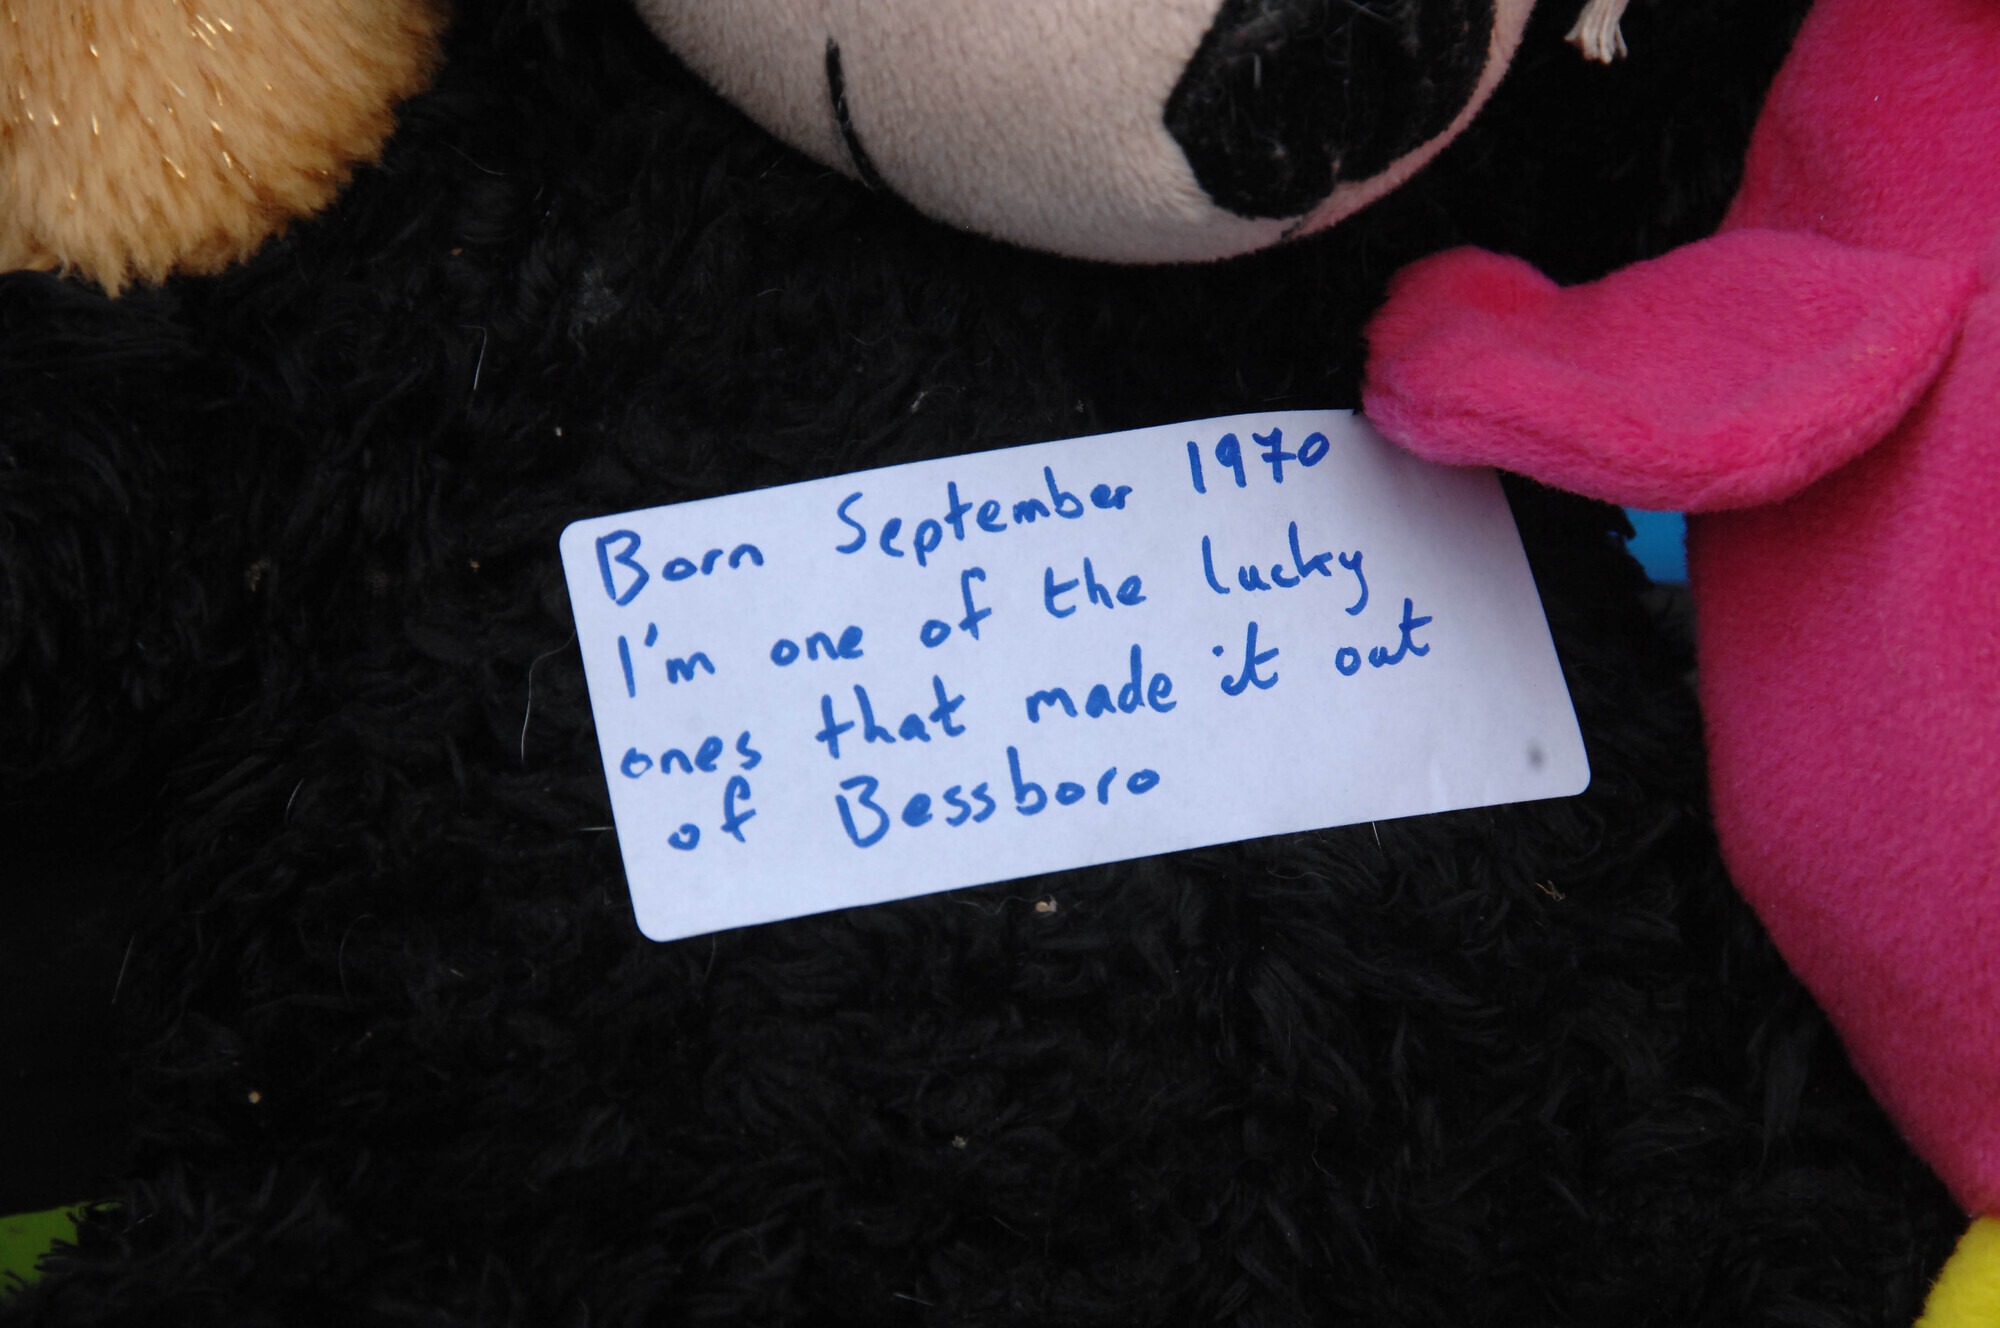 Born September 1970
I'm one of the lucky
ones that made it out
of Bessboro